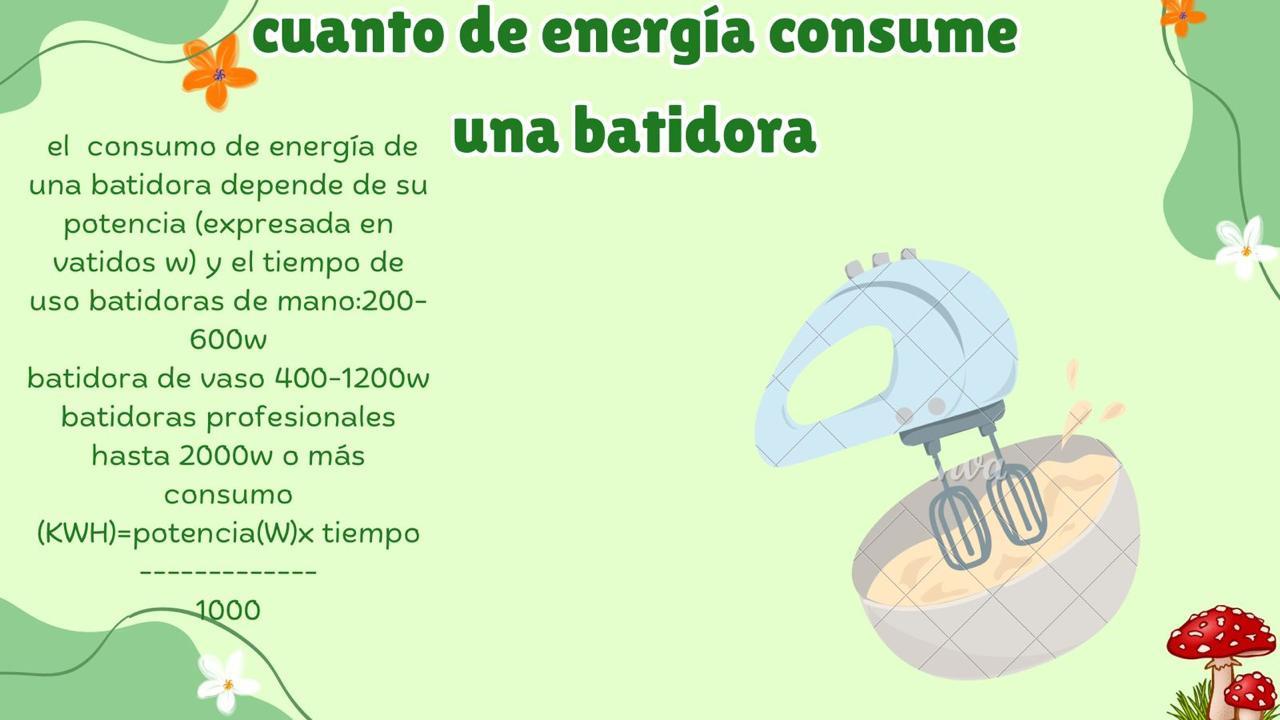 cuanto de energía consume
una batidora
el consumo de energía de
una batidora depende de su
potencia (expresada en
vatidos w) y el tiempo de
uso batidoras de mano:200-
600w
batidora de vaso 400-1200w
batidoras profesionales
hasta 2000w o más
consumo
(KWH)=potencia(W)x tiempo
-------------
1000